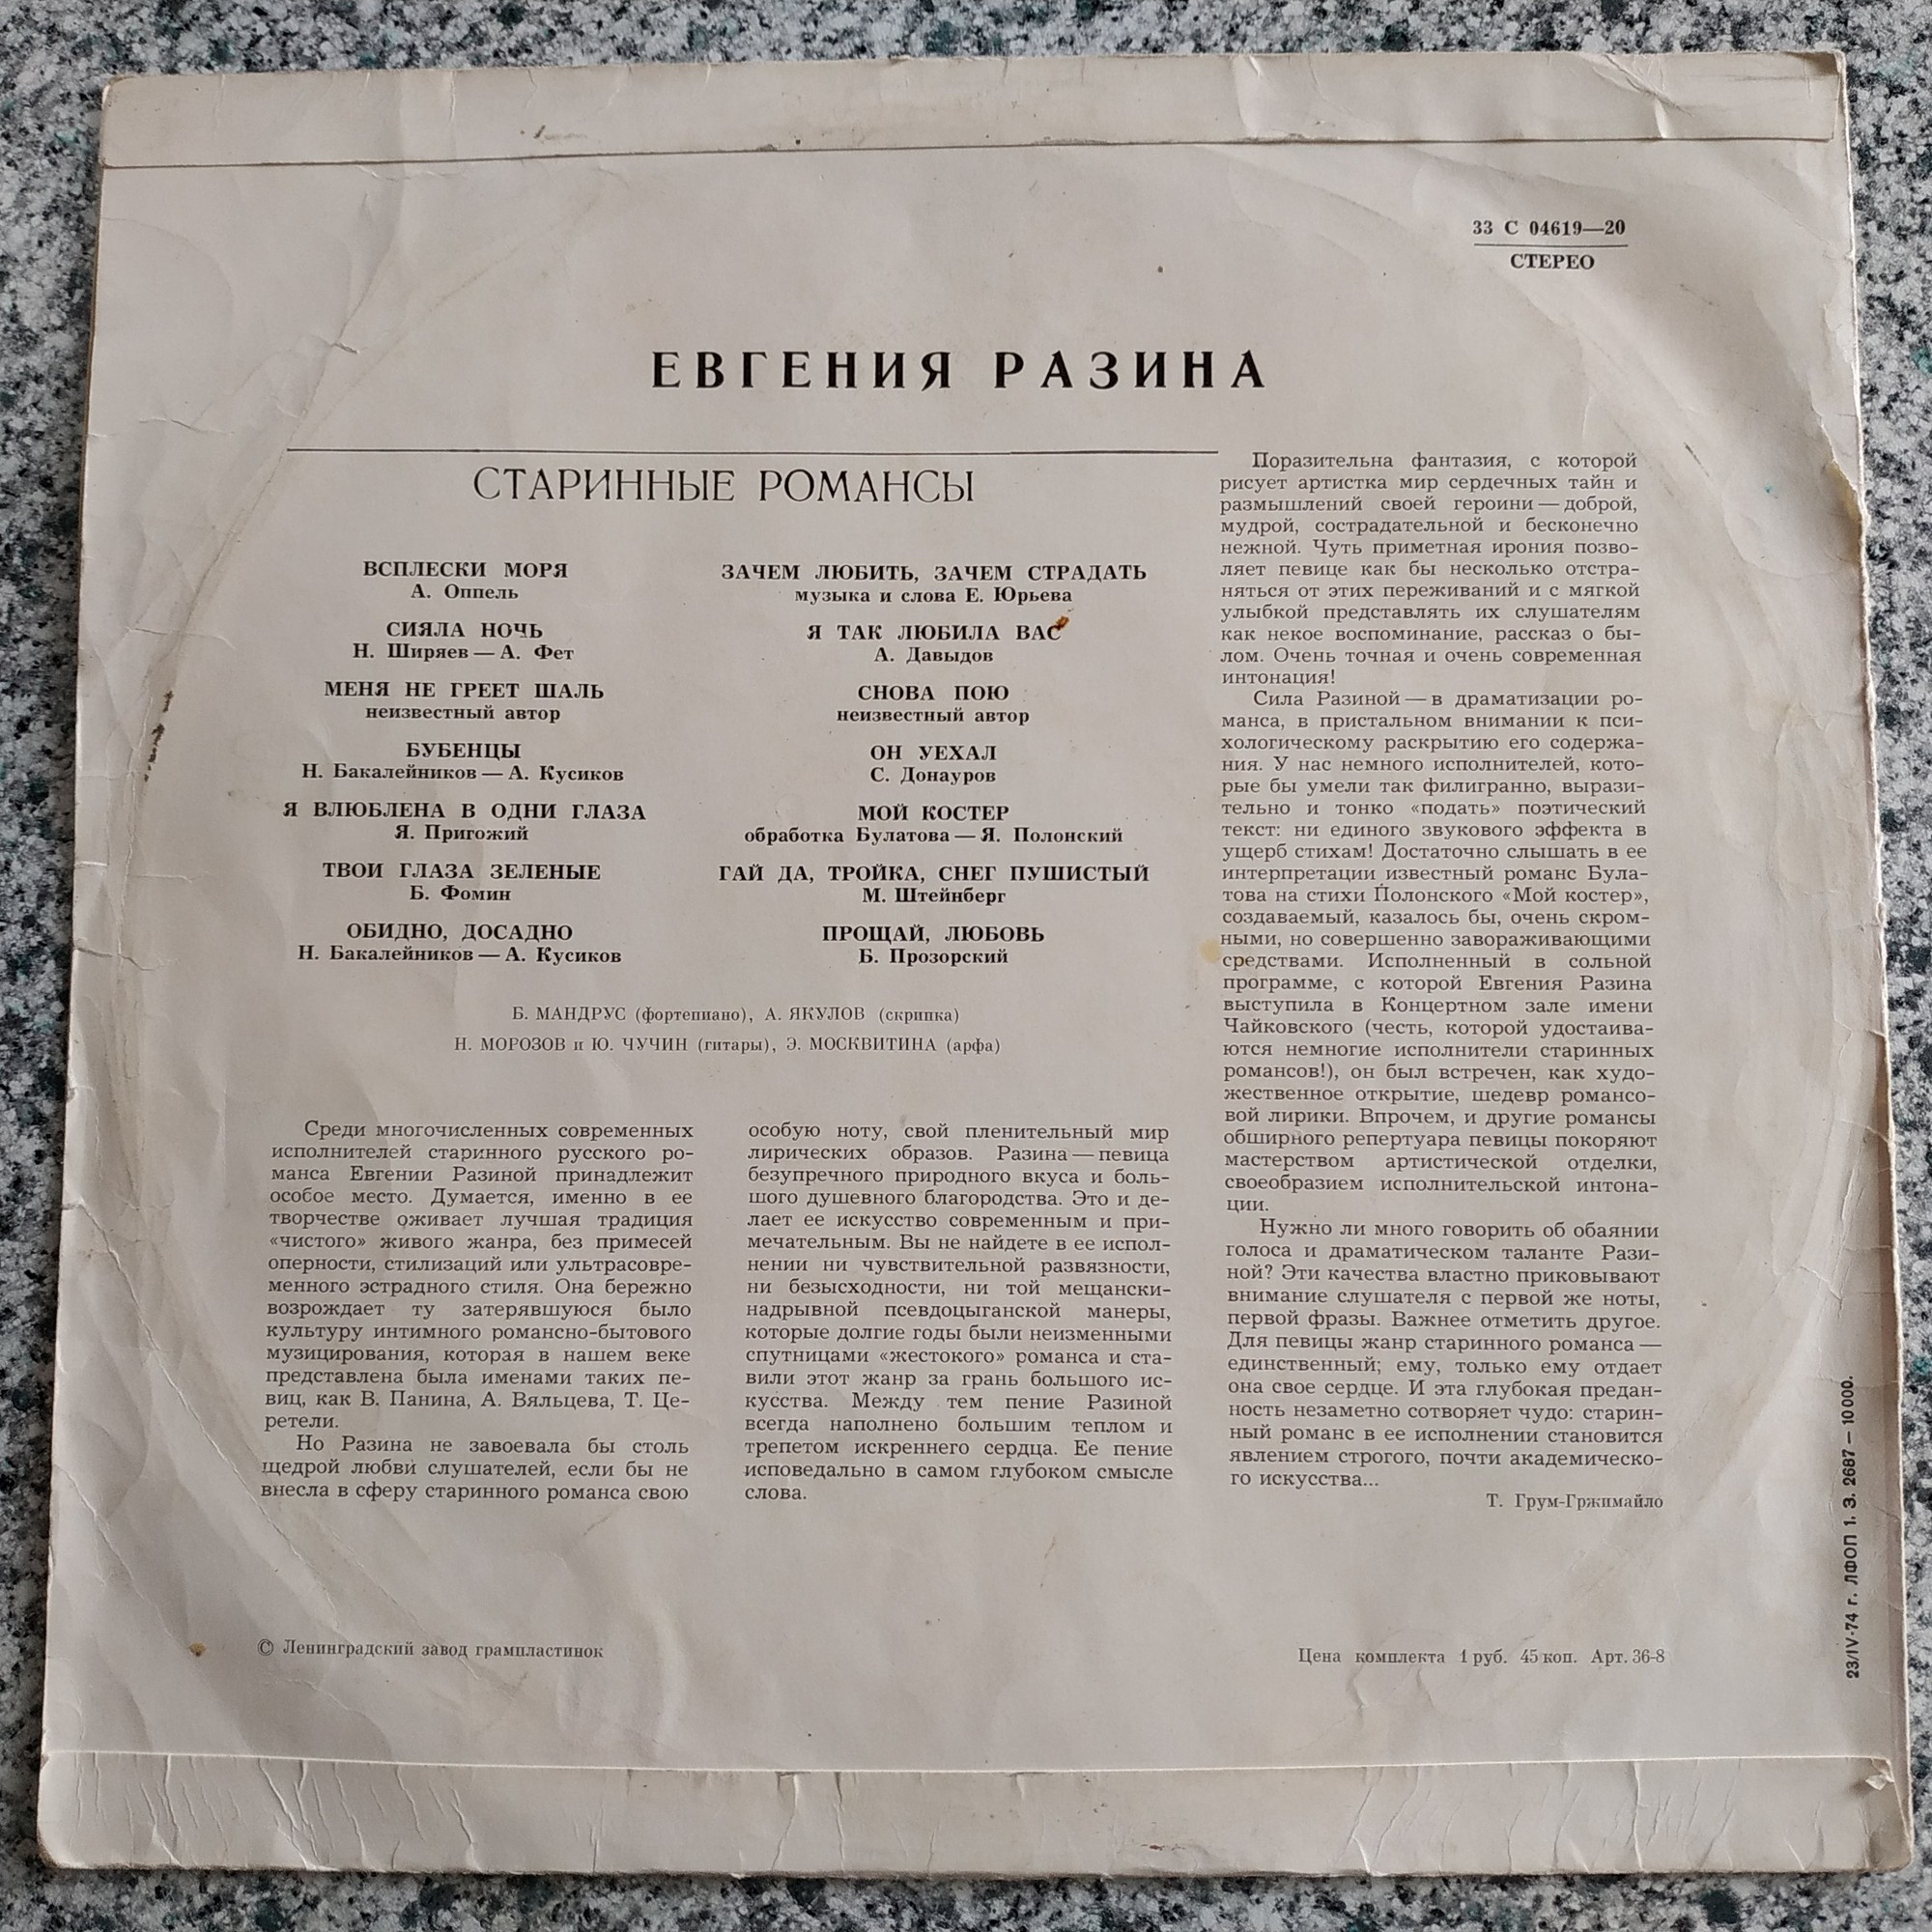 33 С 04619—20
СТЕРЕО
ЕВГЕНИЯ РАЗИНА
СТАРИННЫЕ РОМАНСЫ
ВСПЛЕСКИ МОРЯ
А. Оппель
СИЯЛА НОЧЬ
Н. Ширяев — А. Фет
МЕНЯ НЕ ГРЕЕТ ШАЛЬ
неизвестный автор
БУБЕНЦЫ
Н. Бакалейников — А. Кусиков
Я ВЛЮБЛЕНА В ОДНИ ГЛАЗА
Я. Пригожий
ТВОИ ГЛАЗА ЗЕЛЕНЫЕ
Б. Фомин
ОБИДНО, ДОСАДНО
Н. Бакалейников — А. Кусиков
ЗАЧЕМ ЛЮБИТЬ, ЗАЧЕМ СТРАДАТЬ
музыка и слова Е. Юрьева
Я ТАК ЛЮБИЛА ВАС
А. Давыдов
СНОВА ПОЮ
неизвестный автор
ОН УЕХАЛ
С. Донауров
МОЙ КОСТЕР
обработка Булатова — Я. Полонский
ГАЙ ДА, ТРОЙКА, СНЕГ ПУШИСТЫЙ
М. Штейнберг
ПРОЩАЙ, ЛЮБОВЬ
Б. Прозорский
Б. МАНДРУС (фортепиано), А. ЯКУЛОВ (скрипка)
Н. МОРОЗОВ и Ю. ЧУЧИН (гитары), Э. МОСКВИТИНА (арфа)
Среди многочисленных современных
исполнителей старинного русского ро-
манса Евгении Разиной принадлежит
особое место. Думается, именно в ее
творчестве оживает лучшая традиция
«чистого» живого жанра, без примесей
оперности, стилизаций или ультрасовре-
менного эстрадного стиля. Она бережно
возрождает ту затерявшуюся было
культуру интимного романсно-бытового
музицирования, которая в нашем веке
представлена была именами таких пе-
виц, как В. Панина, А. Вяльцева, Т. Це-
ретели.
Но Разина не завоевала бы столь
щедрой любви слушателей, если бы не
внесла в сферу старинного романса свою
особую ноту, свой пленительный мир
лирических образов. Разина — певица
безупречного природного вкуса и боль-
шого душевного благородства. Это и де-
лает ее искусство современным и при-
мечательным. Вы не найдете в ее испол-
нении ни чувствительной развязности,
ни безысходности, ни той мещански-
надрывной псевдоцыганской манеры,
которые долгие годы были неизменными
спутницами «жестокого» романса и ста-
вили этот жанр за грань большого ис-
кусства. Между тем пение Разиной
всегда наполнено большим теплом и
трепетом искреннего сердца. Ее пение
исповедально в самом глубоком смысле
слова.
Поразительна фантазия, с которой
рисует артистка мир сердечных тайн и
размышлений своей героини — доброй,
мудрой, сострадательной и бесконечно
нежной. Чуть приметная ирония позво-
ляет певице как бы несколько отстра-
няться от этих переживаний и с мягкой
улыбкой представлять их слушателям
как некое воспоминание, рассказ о бы-
лом. Очень точная и очень современная
интонация!
Сила Разиной — в драматизации ро-
манса, в пристальном внимании к пси-
хологическому раскрытию его содержа-
ния. У нас немного исполнителей, кото-
рые бы умели так филигранно, вырази-
тельно и тонко «подать» поэтический
текст: ни единого звукового эффекта в
ущерб стихам! Достаточно слышать в ее
интерпретации известный романс Була-
това на стихи Полонского «Мой костер»,
создаваемый, казалось бы, очень скром-
ными, но совершенно завораживающими
средствами. Исполненный в сольной
программе, с которой Евгения Разина
выступила в Концертном зале имени
Чайковского (честь, которой удостаива-
ются немногие исполнители старинных
романсов!), он был встречен, как худо-
жественное открытие, шедевр романсо-
вой лирики. Впрочем, и другие романсы
обширного репертуара певицы покоряют
мастерством артистической отделки,
своеобразием исполнительской интона-
ции.
Нужно ли много говорить об обаянии
голоса и драматическом таланте Рази-
ной? Эти качества властно приковывают
внимание слушателя с первой же ноты,
первой фразы. Важнее отметить другое.
Для певицы жанр старинного романса —
единственный; ему, только ему отдает
она свое сердце. И эта глубокая предан-
ность незаметно сотворяет чудо: старин-
ный романс в ее исполнении становится
явлением строгого, почти академическо-
го искусства...
Т. Грум-Гржимайло
© Ленинградский завод грампластинок
Цена комплекта 1 руб. 45 коп. Арт. 36-8
23/IV-74 г. ЛФОП 1. З. 2687 — 10000.